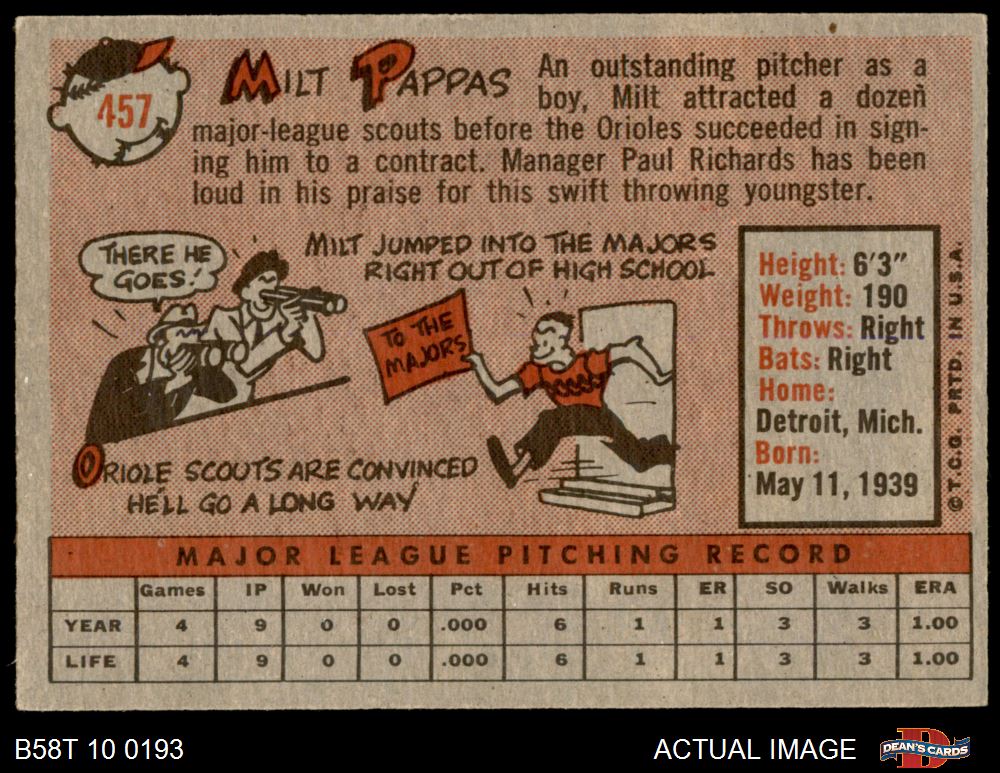 457
MILT PAPPAS
An outstanding pitcher as a
boy, Milt attracted a dozen
major-league scouts before the Orioles succeeded in sign-
ing him to a contract. Manager Paul Richards has been
loud in his praise for this swift throwing youngster.
THERE HE
GOES!
MILT JUMPED INTO THE MAJORS
RIGHT OUT OF HIGH SCHOOL
TO THE
MAJORS
ORIOLE SCOUTS ARE CONVINCED
HE'LL GO A LONG WAY
Height: 6'3"
Weight: 190
Throws: Right
Bats: Right
Home:
Detroit, Mich.
Born:
May 11, 1939
©T.C.G. PRTD. IN U.S.A.
MAJOR LEAGUE PITCHING RECORD
Games IP Won Lost Pct Hits Runs ER SO Walks ERA
YEAR 4 9 0 0 .000 6 1 1 3 3 1.00
LIFE 4 9 0 0 .000 6 1 1 3 3 1.00
B58T 10 0193
ACTUAL IMAGE
DEAN'S CARDS